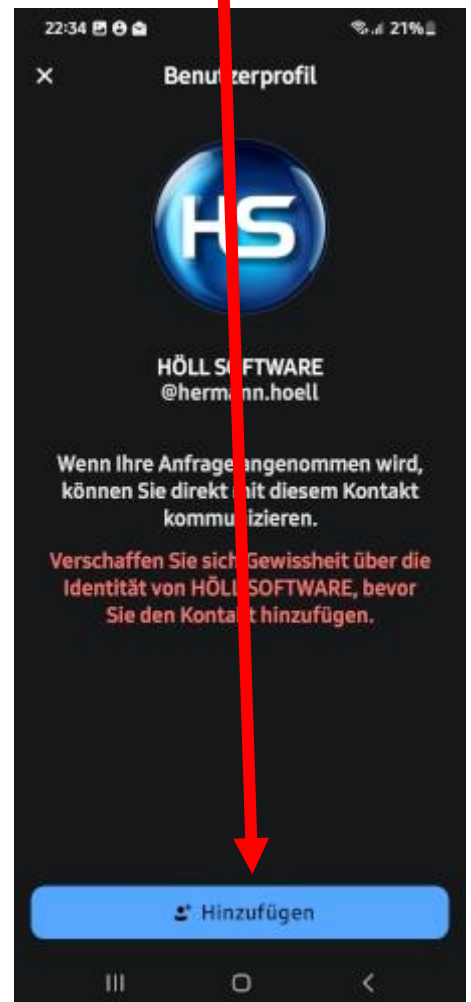 22:34 21%
Benutzerprofil
HS
HÖLL SOFTWARE
@hermann.hoell
Wenn Ihre Anfrage angenommen wird,
können Sie direkt mit diesem Kontakt
kommunizieren.
Verschaffen Sie sich Gewissheit über die
Identität von HÖLL SOFTWARE, bevor
Sie den Kontakt hinzufügen.
Hinzufügen